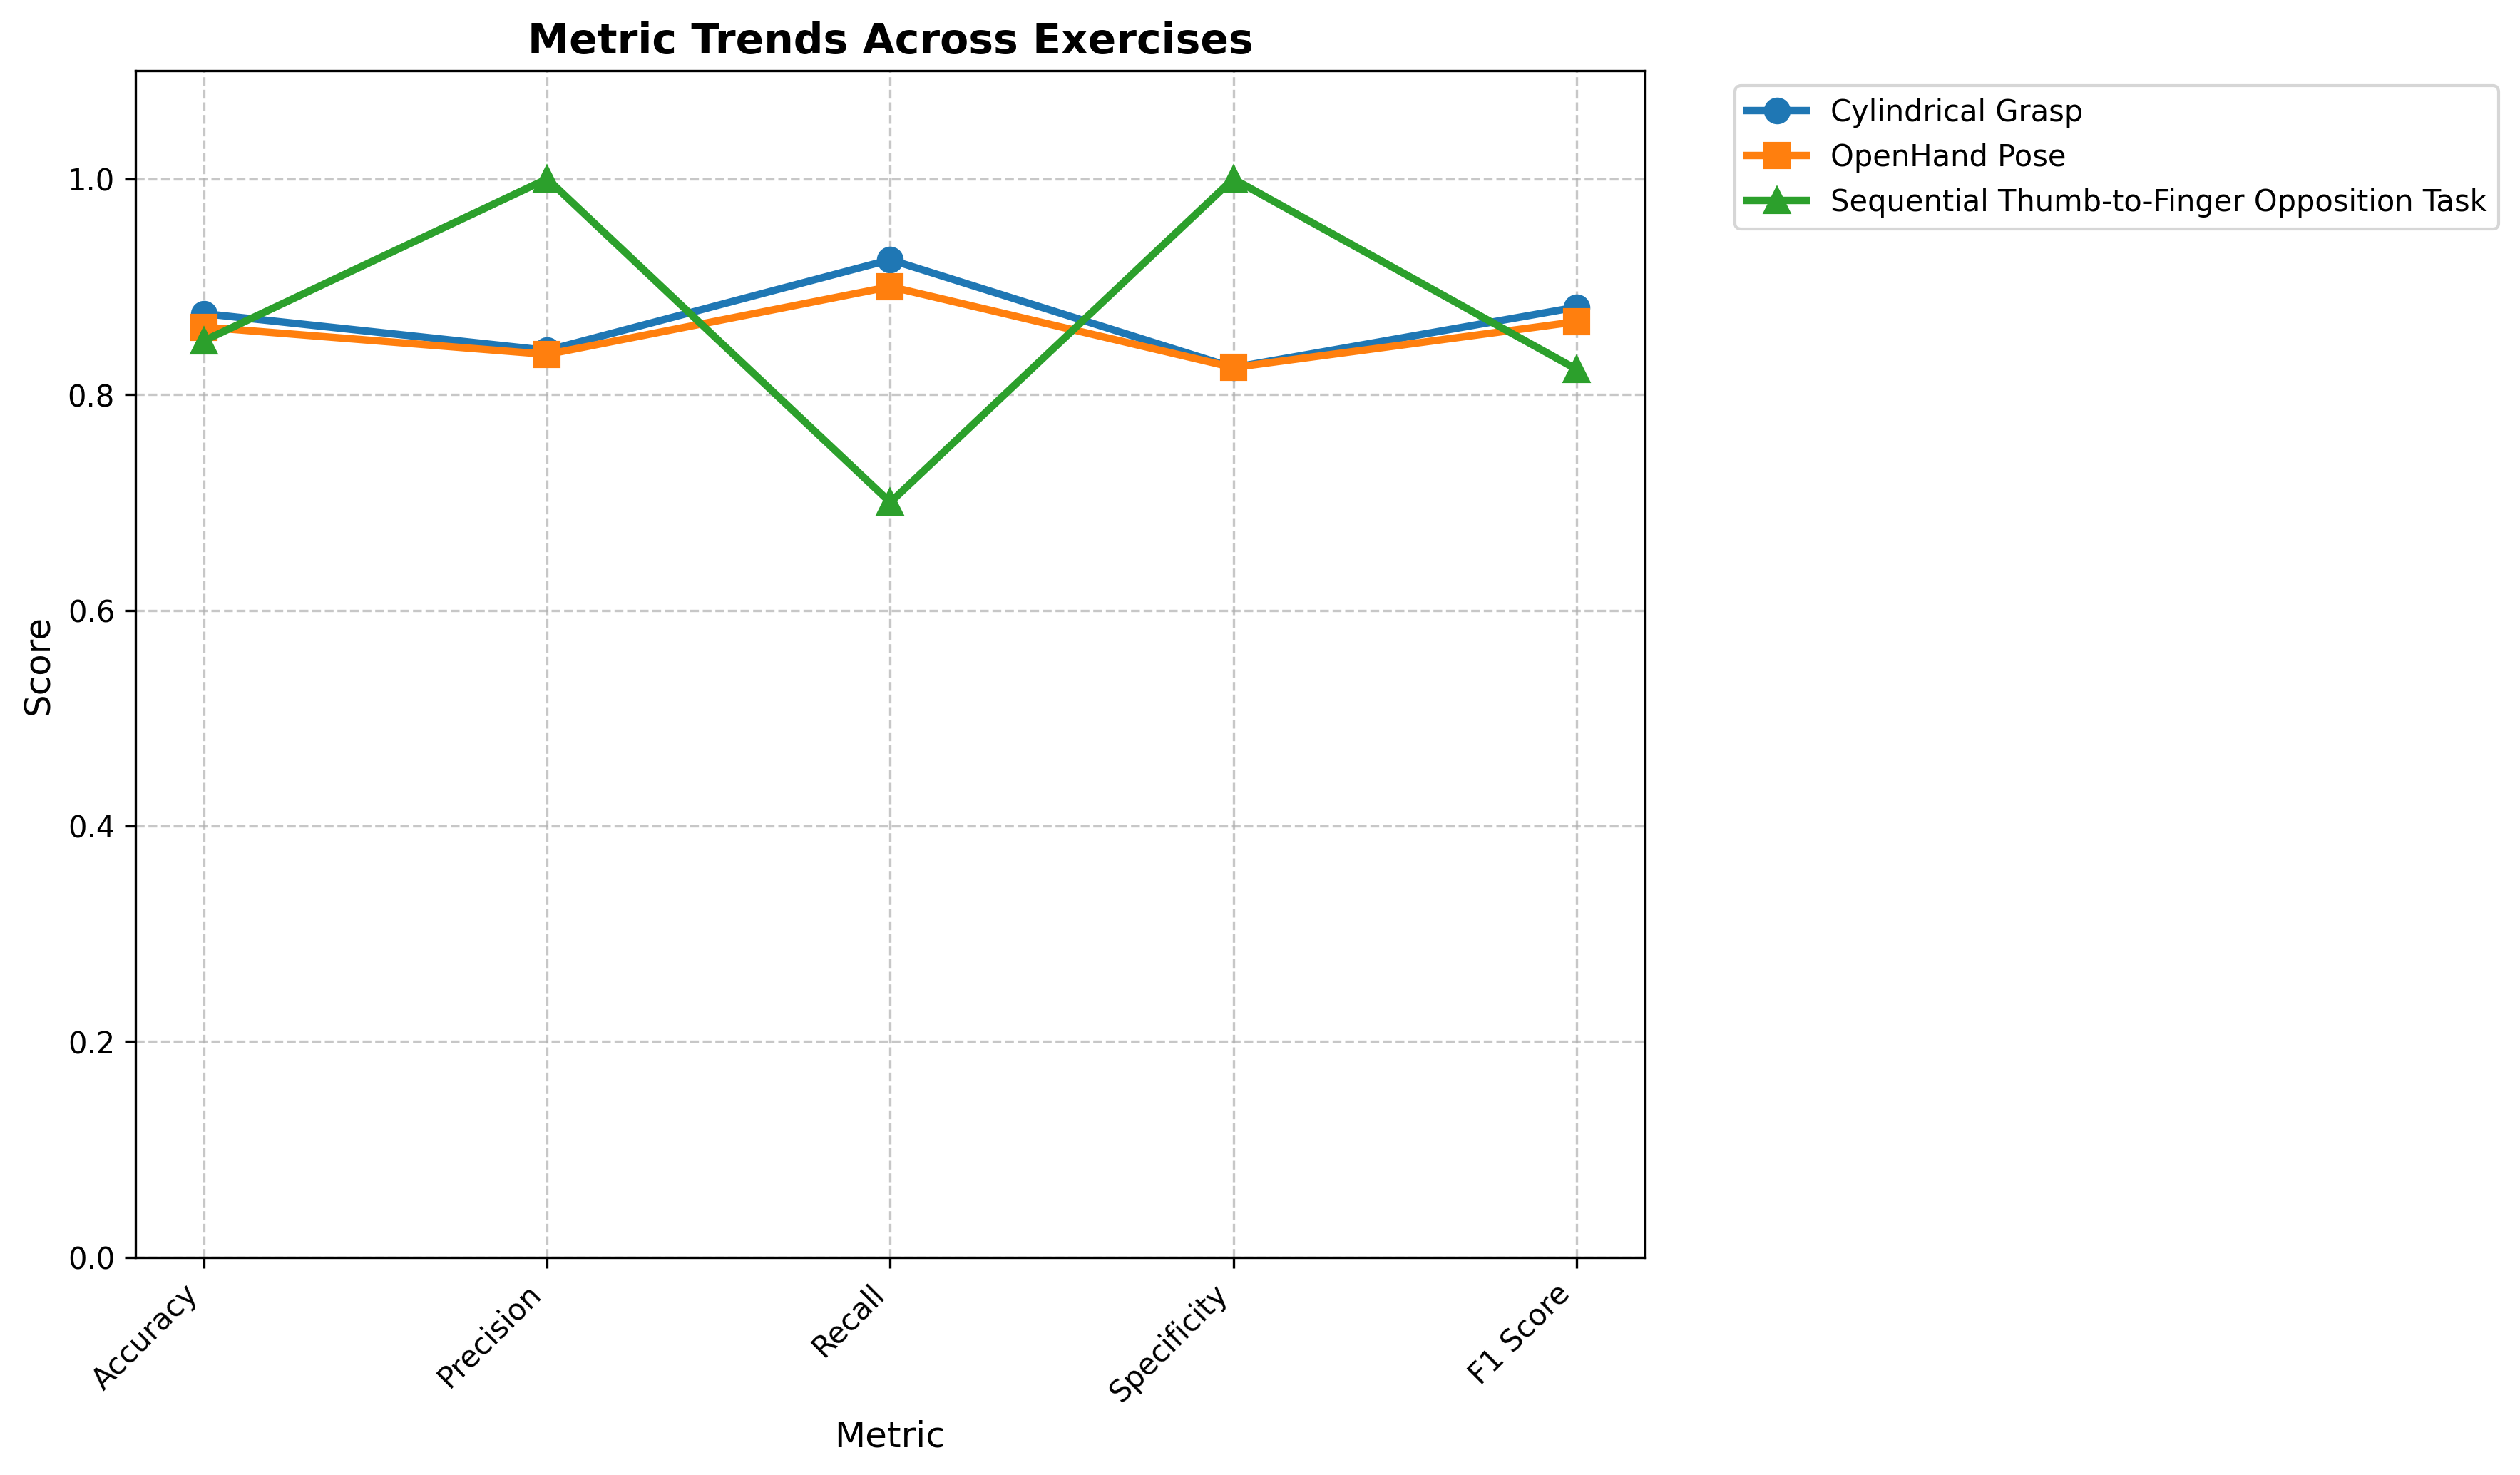 Metric Trends Across Exercises
Cylindrical Grasp
OpenHand Pose
Sequential Thumb-to-Finger Opposition Task
Score
1.0
0.8
0.6
0.4
0.2
0.0
Accuracy
Precision
Recall
Specificity
F1 Score
Metric